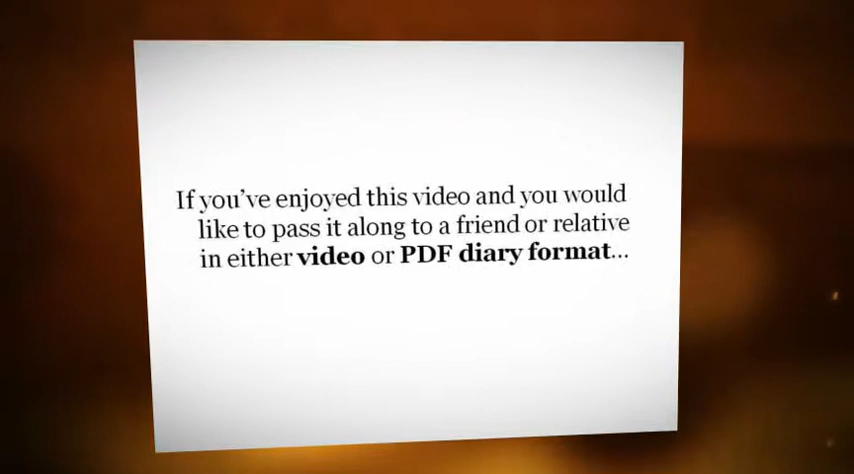 If you've enjoyed this video and you would
like to pass it along to a friend or relative
in either video or PDF diary format...